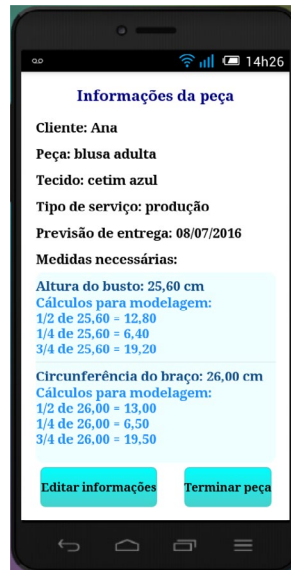 14h26
Informações da peça
Cliente: Ana
Peça: blusa adulta
Tecido: cetim azul
Tipo de serviço: produção
Previsão de entrega: 08/07/2016
Medidas necessárias:
Altura do busto: 25,60 cm
Cálculos para modelagem:
1/2 de 25,60 = 12,80
1/4 de 25,60 = 6,40
3/4 de 25,60 = 19,20
Circunferência do braço: 26,00 cm
Cálculos para modelagem:
1/2 de 26,00 = 13,00
1/4 de 26,00 = 6,50
3/4 de 26,00 = 19,50
Editar informações
Terminar peça